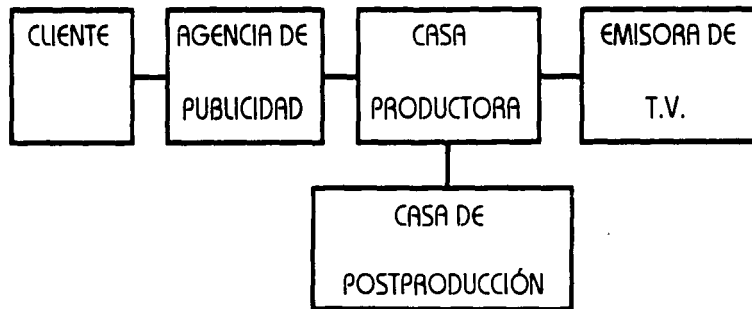 CLIENTE
AGENCIA DE
PUBLICIDAD
CASA
PRODUCTORA
EMISORA DE
T.V.
CASA DE
POSTPRODUCCIÓN